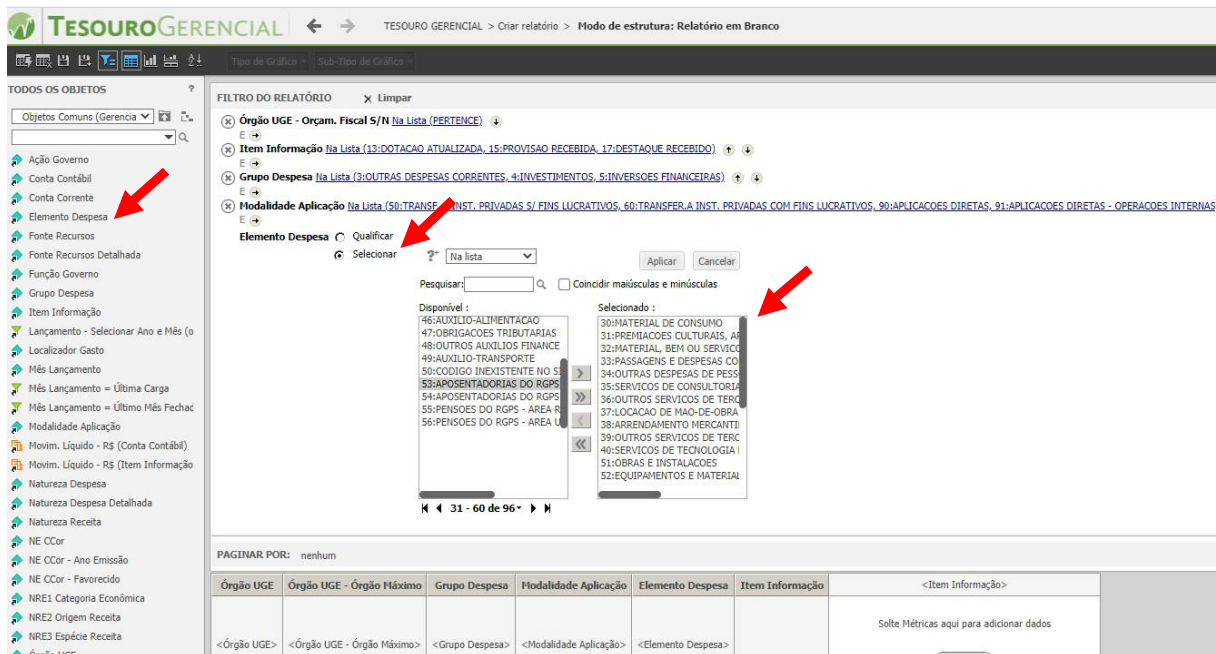 TESOUROGERENCIAL
TESOURO GERENCIAL > Criar relatório > Modo de estrutura: Relatório em Branco
Tipo de Gráfico
Sub-Tipo de Gráfico
TODOS OS OBJETOS ?
Objetos Comuns (Gerencia
Ação Governo
Conta Contábil
Conta Corrente
Elemento Despesa
Fonte Recursos
Fonte Recursos Detalhada
Função Governo
Grupo Despesa
Item Informação
Lançamento - Selecionar Ano e Mês (o
Localizador Gasto
Mês Lançamento
Mês Lançamento = Última Carga
Mês Lançamento = Último Mês Fechad
Modalidade Aplicação
Movim. Líquido - R$ (Conta Contábil)
Movim. Líquido - R$ (Item Informação
Natureza Despesa
Natureza Despesa Detalhada
Natureza Receita
NE CCor
NE CCor - Ano Emissão
NE CCor - Favorecido
NRE1 Categoria Econômica
NRE2 Origem Receita
NRE3 Espécie Receita
FILTRO DO RELATÓRIO x Limpar
Órgão UGE - Orçam. Fiscal S/N Na Lista (PERTENCE)
E
Item Informação Na Lista (13:DOTACAO ATUALIZADA, 15:PROVISAO RECEBIDA, 17:DESTAQUE RECEBIDO)
E
Grupo Despesa Na Lista (3:OUTRAS DESPESAS CORRENTES, 4:INVESTIMENTOS, 5:INVERSOES FINANCEIRAS)
E
Modalidade Aplicação Na Lista (50:TRANSF. INST. PRIVADAS S/ FINS LUCRATIVOS, 60:TRANSFER.A INST. PRIVADAS COM FINS LUCRATIVOS, 90:APLICACOES DIRETAS, 91:APLICACOES DIRETAS - OPERACOES INTERNAS
E
Elemento Despesa Qualificar
Selecionar
Na lista
Aplicar Cancelar
Pesquisar: Coincidir maiúsculas e minúsculas
Disponível :
46:AUXILIO-ALIMENTACAO
47:OBRIGACOES TRIBUTARIAS
48:OUTROS AUXILIOS FINANCE
49:AUXILIO-TRANSPORTE
50:CODIGO INEXISTENTE NO S
53:APOSENTADORIAS DO RGPS
54:APOSENTADORIAS DO RGPS
55:PENSOES DO RGPS - AREA R
56:PENSOES DO RGPS - AREA U
31 - 60 de 96
Selecionado :
30:MATERIAL DE CONSUMO
31:PREMIACOES CULTURAIS, AR
32:MATERIAL, BEM OU SERVICO
33:PASSAGENS E DESPESAS CO
34:OUTRAS DESPESAS DE PESS
35:SERVICOS DE CONSULTORIA
36:OUTROS SERVICOS DE TERC
37:LOCACAO DE MAO-DE-OBRA
38:ARRENDAMENTO MERCANTI
39:OUTROS SERVICOS DE TERC
40:SERVICOS DE TECNOLOGIA
51:OBRAS E INSTALACOES
52:EQUIPAMENTOS E MATERIAL
PAGINAR POR: nenhum
Órgão UGE Órgão UGE - Órgão Máximo Grupo Despesa Modalidade Aplicação Elemento Despesa Item Informação <Item Informação>
Solte Métricas aqui para adicionar dados
<Órgão UGE> <Órgão UGE - Órgão Máximo> <Grupo Despesa> <Modalidade Aplicação> <Elemento Despesa>